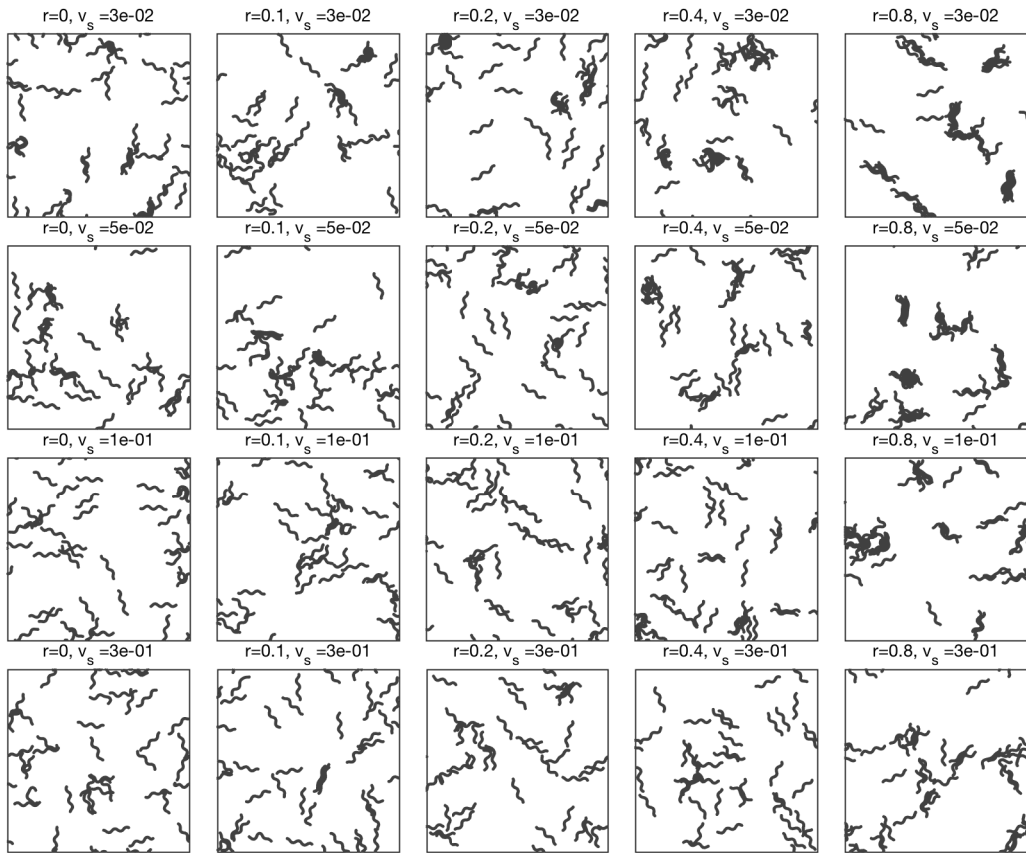 r=0, v_s =3e-02
r=0.1, v_s =3e-02
r=0.2, v_s =3e-02
r=0.4, v_s =3e-02
r=0.8, v_s =3e-02
r=0, v_s =5e-02
r=0.1, v_s =5e-02
r=0.2, v_s =5e-02
r=0.4, v_s =5e-02
r=0.8, v_s =5e-02
r=0, v_s =1e-01
r=0.1, v_s =1e-01
r=0.2, v_s =1e-01
r=0.4, v_s =1e-01
r=0.8, v_s =1e-01
r=0, v_s =3e-01
r=0.1, v_s =3e-01
r=0.2, v_s =3e-01
r=0.4, v_s =3e-01
r=0.8, v_s =3e-01